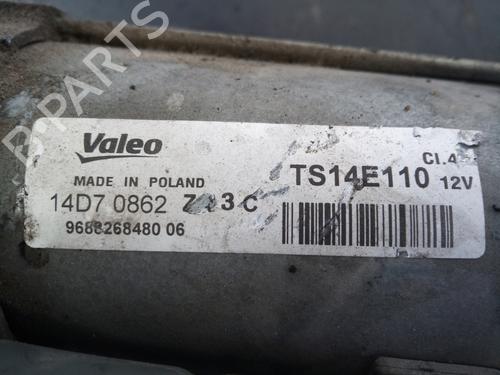 B-PARTS
Valeo
Cl.4
MADE IN POLAND
TS14E110 12V
14D7 0862 3 C
9688268480 06